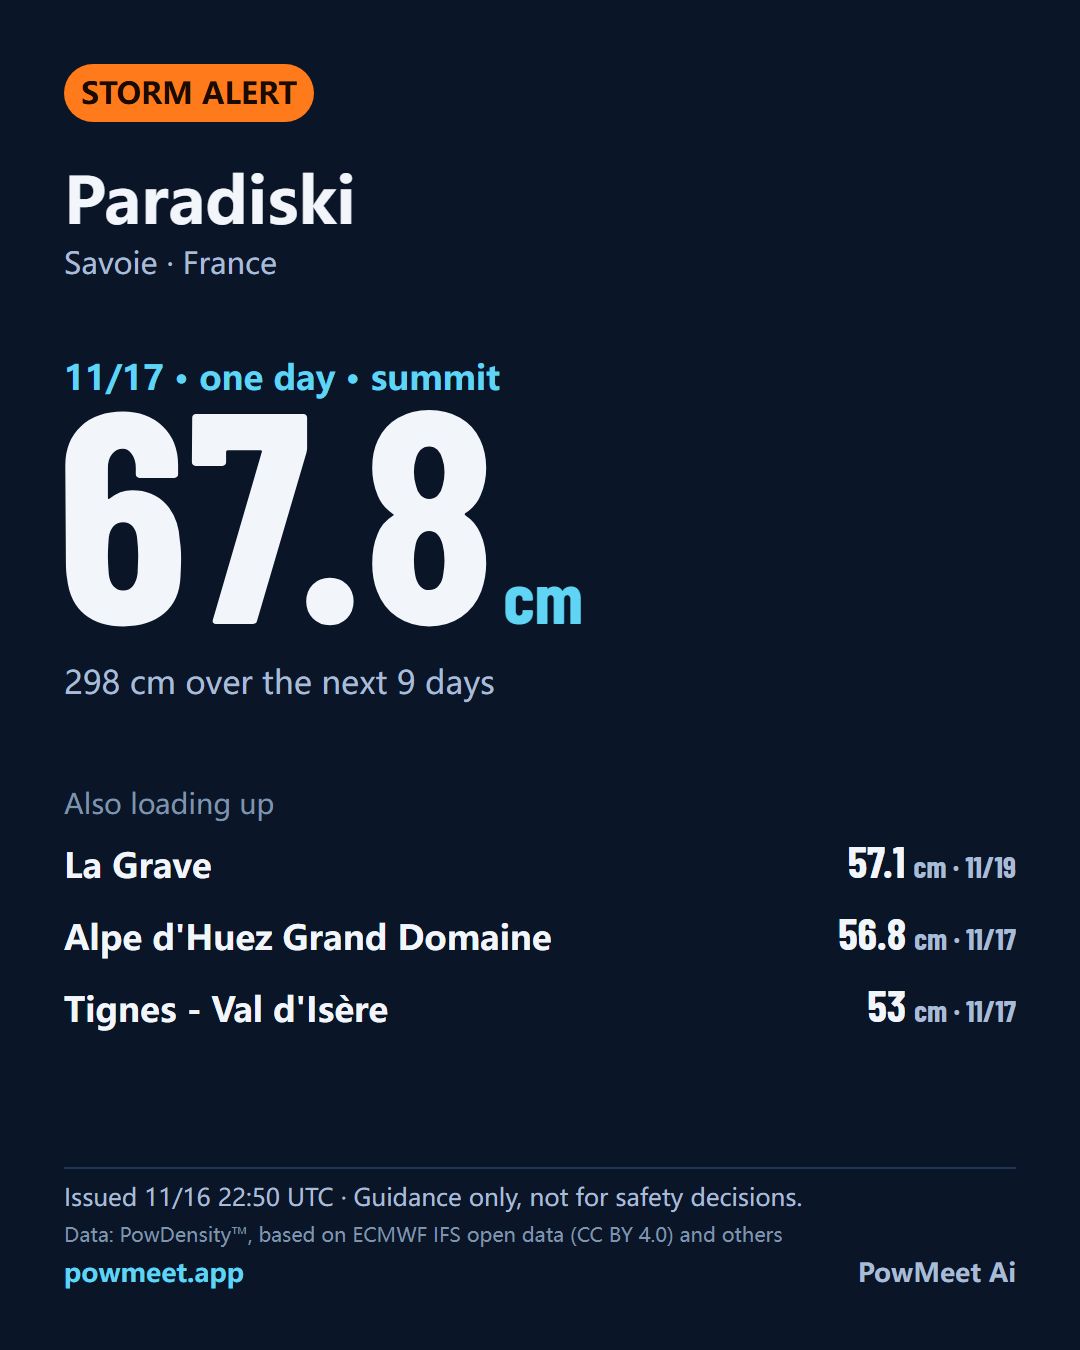 STORM ALERT
Paradiski
Savoie · France
11/17 • one day • summit
67.8 cm
298 cm over the next 9 days
Also loading up
La Grave 57.1 cm · 11/19
Alpe d'Huez Grand Domaine 56.8 cm · 11/17
Tignes - Val d'Isère 53 cm · 11/17
Issued 11/16 22:50 UTC · Guidance only, not for safety decisions.
Data: PowDensity™, based on ECMWF IFS open data (CC BY 4.0) and others
powmeet.app PowMeet Ai